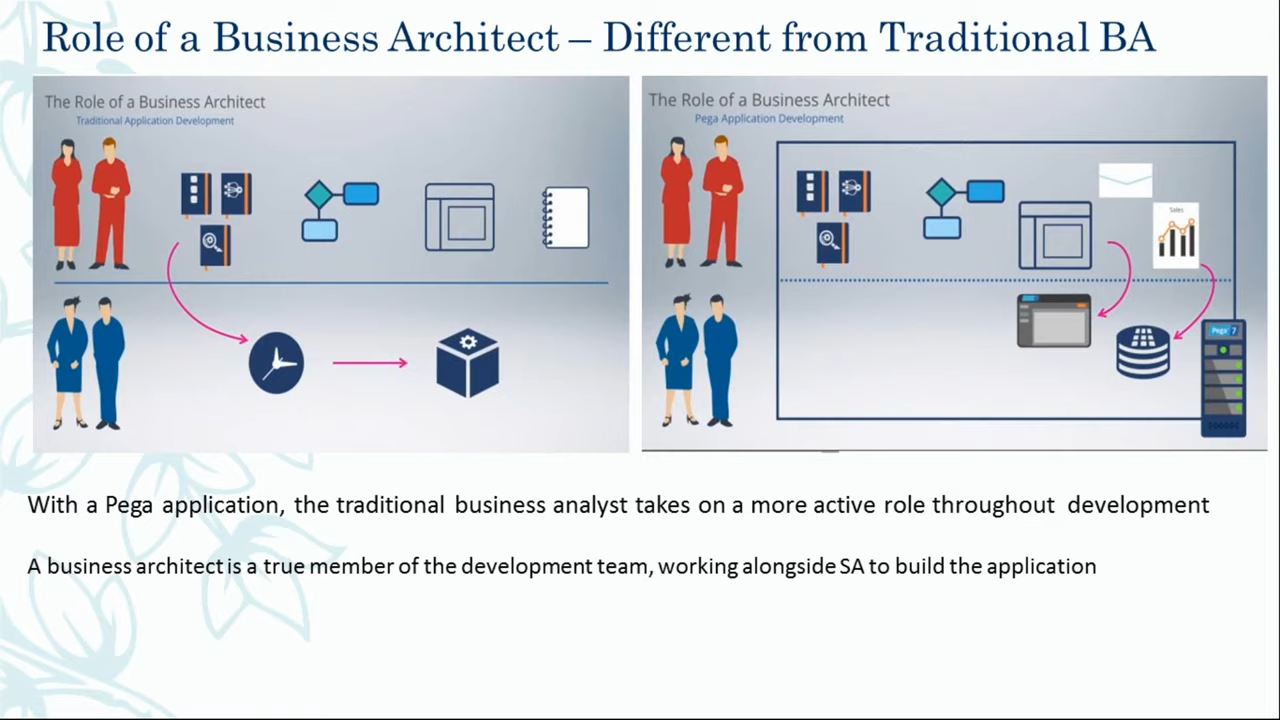 Role of a Business Architect – Different from Traditional BA
The Role of a Business Architect
Traditional Application Development
The Role of a Business Architect
Pega Application Development
Sales
Pega 7
With a Pega application, the traditional business analyst takes on a more active role throughout development
A business architect is a true member of the development team, working alongside SA to build the application